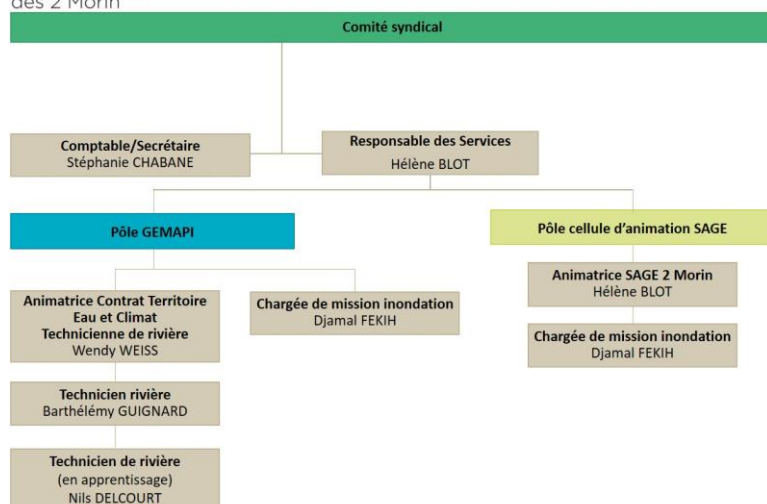 des 2 Morin
Comité syndical
Comptable/Secrétaire
Stéphanie CHABANE
Responsable des Services
Hélène BLOT
Pôle GEMAPI
Pôle cellule d'animation SAGE
Animatrice Contrat Territoire
Eau et Climat
Technicienne de rivière
Wendy WEISS
Chargée de mission inondation
Djamal FEKIH
Animatrice SAGE 2 Morin
Hélène BLOT
Chargée de mission inondation
Djamal FEKIH
Technicien rivière
Barthélémy GUIGNARD
Technicien de rivière
(en apprentissage)
Nils DELCOURT